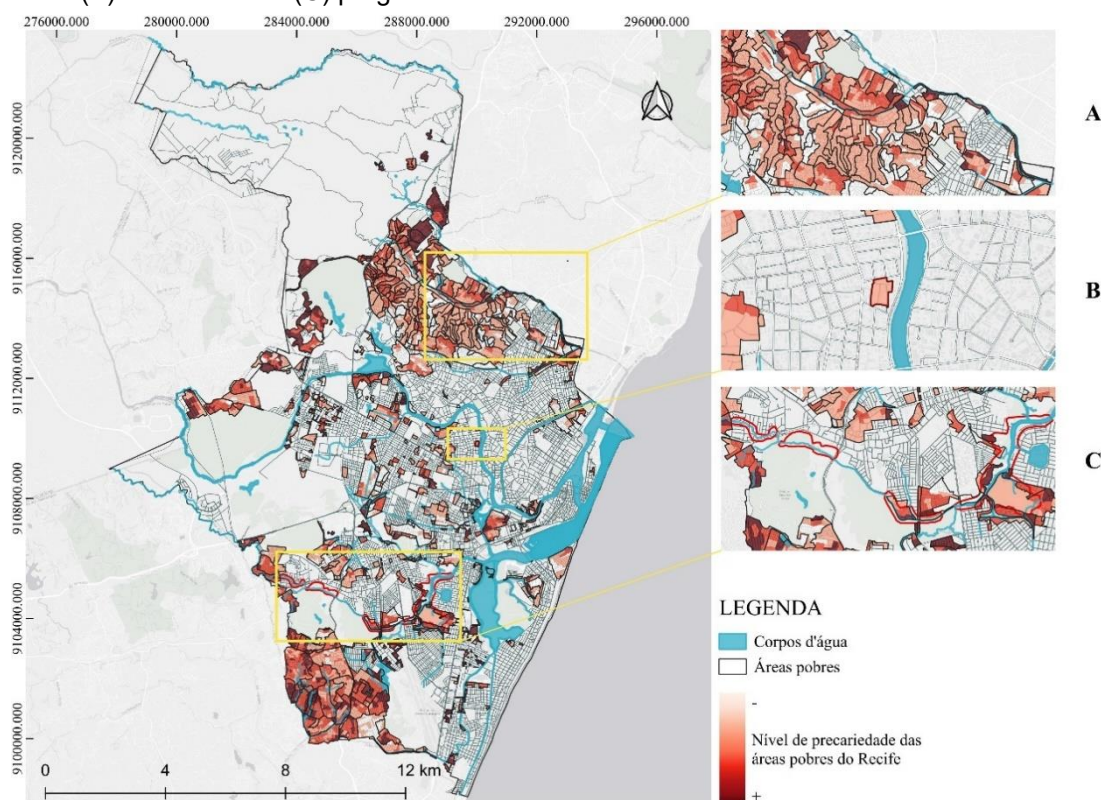 276000.000 280000.000 284000.000 288000.000 292000.000 296000.000
9120000.000
9116000.000
9112000.000
9108000.000
9104000.000
9100000.000
A
B
C
LEGENDA
Corpos d'água
Áreas pobres
-
Nível de precariedade das
áreas pobres do Recife
+
0 4 8 12 km